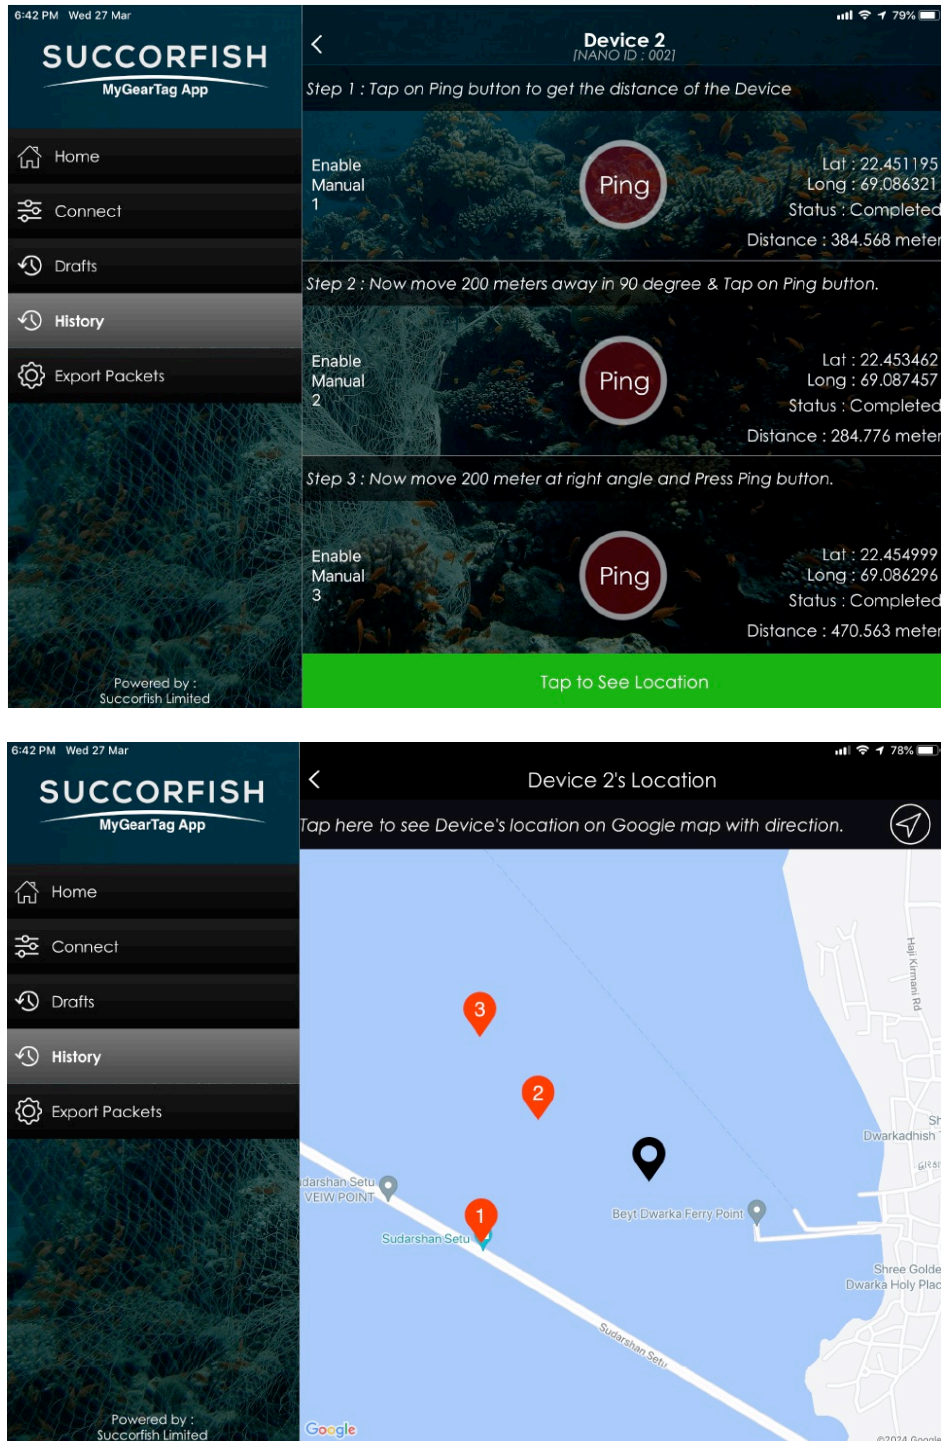 6:42 PM Wed 27 Mar
79%
SUCCORFISH
MyGearTag App
Home
Connect
Drafts
History
Export Packets
Powered by :
Succorfish Limited
Device 2
[NANO ID : 002]
Step 1 : Tap on Ping button to get the distance of the Device
Enable
Manual
1
Ping
Lat : 22.451195
Long : 69.086321
Status : Completed
Distance : 384.568 meter
Step 2 : Now move 200 meters away in 90 degree & Tap on Ping button.
Enable
Manual
2
Ping
Lat : 22.453462
Long : 69.087457
Status : Completed
Distance : 284.776 meter
Step 3 : Now move 200 meter at right angle and Press Ping button.
Enable
Manual
3
Ping
Lat : 22.454999
Long : 69.086296
Status : Completed
Distance : 470.563 meter
Tap to See Location
6:42 PM Wed 27 Mar
78%
SUCCORFISH
MyGearTag App
Home
Connect
Drafts
History
Export Packets
Powered by :
Succorfish Limited
Device 2's Location
Tap here to see Device's location on Google map with direction.
Haji Kirmani Rd
3
2
Sh
Dwarkadhish T
darshan Setu
VEIW POINT
1
Sudarshan Setu
Beyt Dwarka Ferry Point
Shree Golde
Dwarka Holy Plac
Sudarshan Setu
Google
©2024 Google